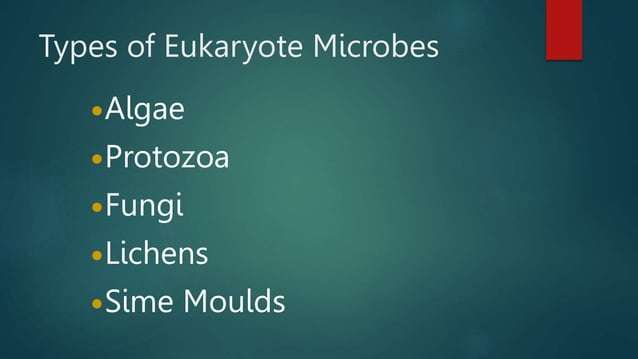 Types of Eukaryote Microbes
•Algae
•Protozoa
•Fungi
•Lichens
•Sime Moulds